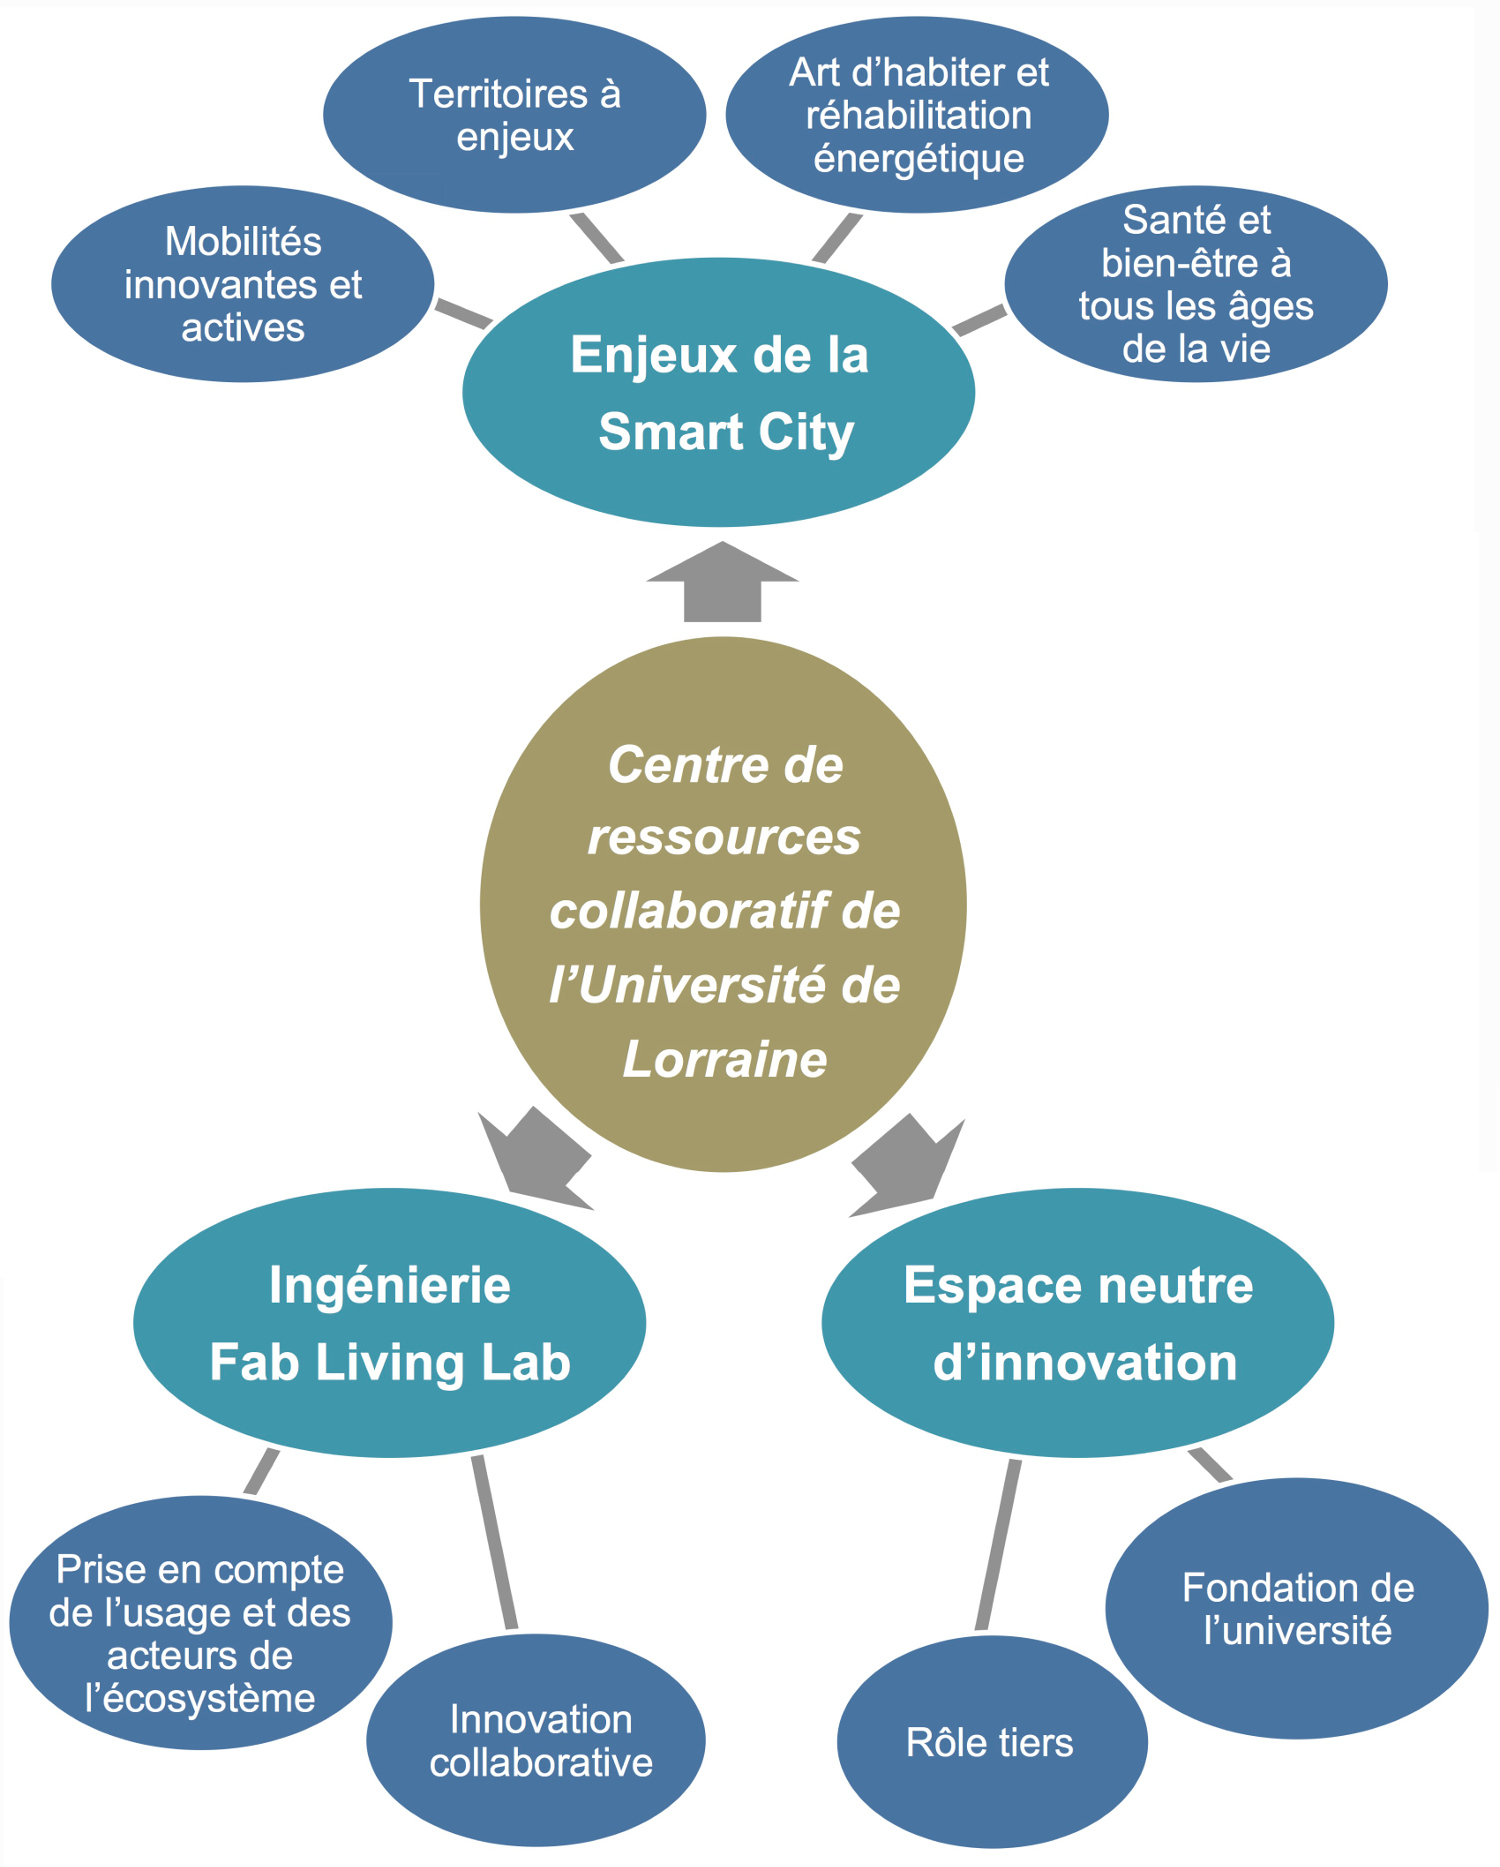 Territoires à
enjeux
Art d’habiter et
réhabilitation
énergétique
Mobilités
innovantes et
actives
Santé et
bien-être à
tous les âges
de la vie
Enjeux de la
Smart City
Centre de
ressources
collaboratif de
l’Université de
Lorraine
Ingénierie
Fab Living Lab
Espace neutre
d’innovation
Prise en compte
de l’usage et des
acteurs de
l’écosystème
Innovation
collaborative
Rôle tiers
Fondation de
l’université